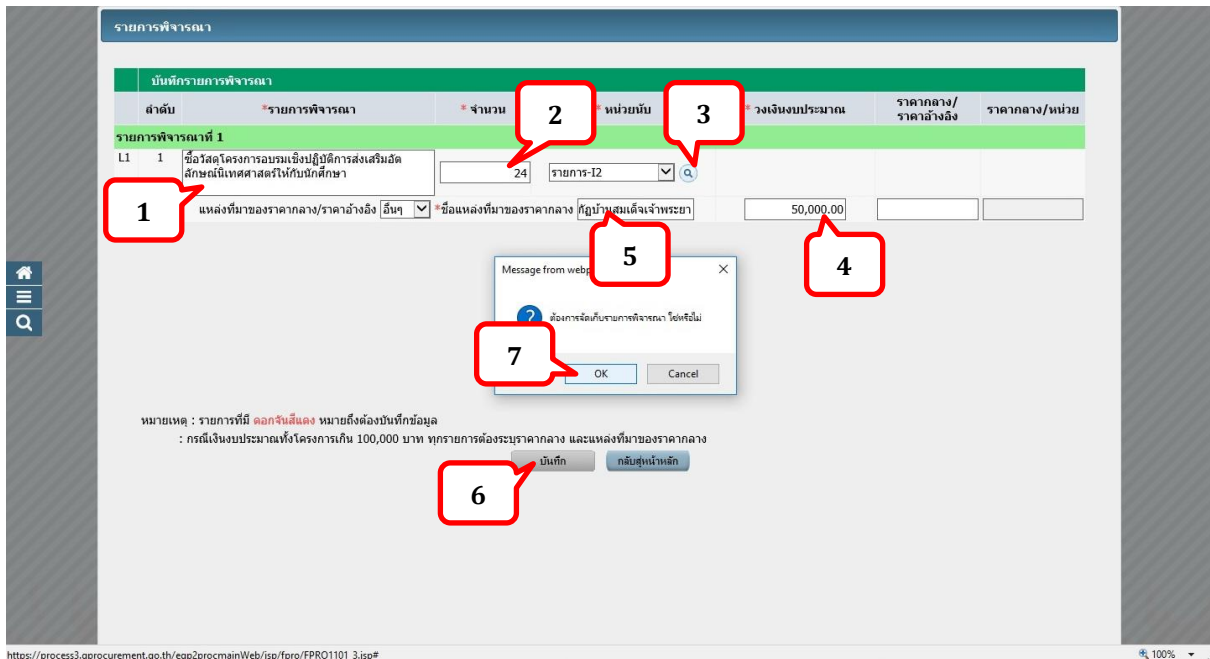 รายการพิจารณา
บันทึกรายการพิจารณา
ลำดับ *รายการพิจารณา * จำนวน 2 * หน่วยนับ 3 * วงเงินงบประมาณ ราคากลาง/ราคาอ้างอิง ราคากลาง/หน่วย
รายการพิจารณาที่ 1
L1 1 ซื้อวัสดุโครงการอบรมเชิงปฏิบัติการส่งเสริมอัต
ลักษณ์นิเทศศาสตร์ให้กับนักศึกษา
24 รายการ-I2
1 แหล่งที่มาของราคากลาง/ราคาอ้างอิง อื่นๆ *ชื่อแหล่งที่มาของราคากลาง กัฏบ้านสมเด็จเจ้าพระยา 50,000.00
5
4
Message from webp
ต้องการจัดเก็บรายการพิจารณา ใช่หรือไม่
7
OK Cancel
หมายเหตุ : รายการที่มี ดอกจันสีแดง หมายถึงต้องบันทึกข้อมูล
: กรณีเงินงบประมาณทั้งโครงการเกิน 100,000 บาท ทุกรายการต้องระบุราคากลาง และแหล่งที่มาของราคากลาง
บันทึก กลับสู่หน้าหลัก
6
https://process3.gprocurement.go.th/egp2procmainWeb/jsp/fpro/FPRO1101_3.jsp# 100%